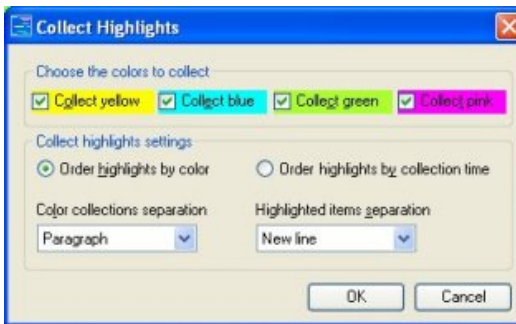 Collect Highlights
Choose the colors to collect
Collect yellow Collect blue Collect green Collect pink
Collect highlights settings
Order highlights by color Order highlights by collection time
Color collections separation Highlighted items separation
Paragraph New line
OK Cancel